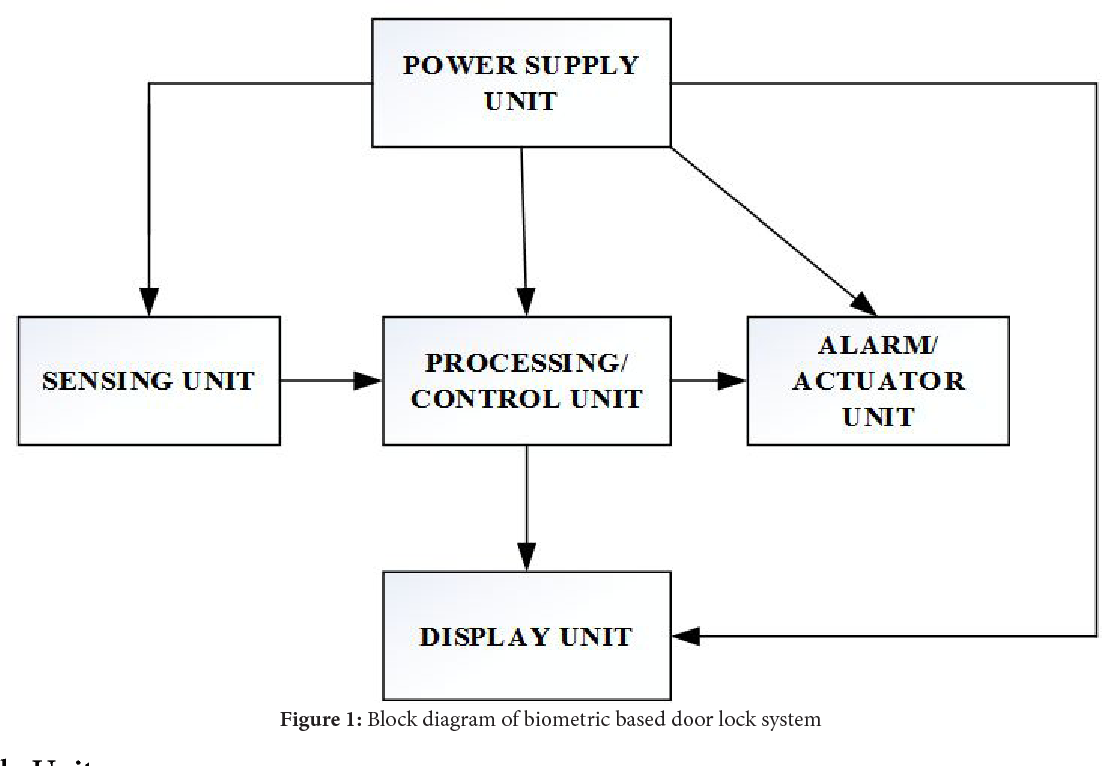 POWER SUPPLY
UNIT
SENSING UNIT
PROCESSING/
CONTROL UNIT
ALARM/
ACTUATOR
UNIT
DISPLAY UNIT
Figure 1: Block diagram of biometric based door lock system